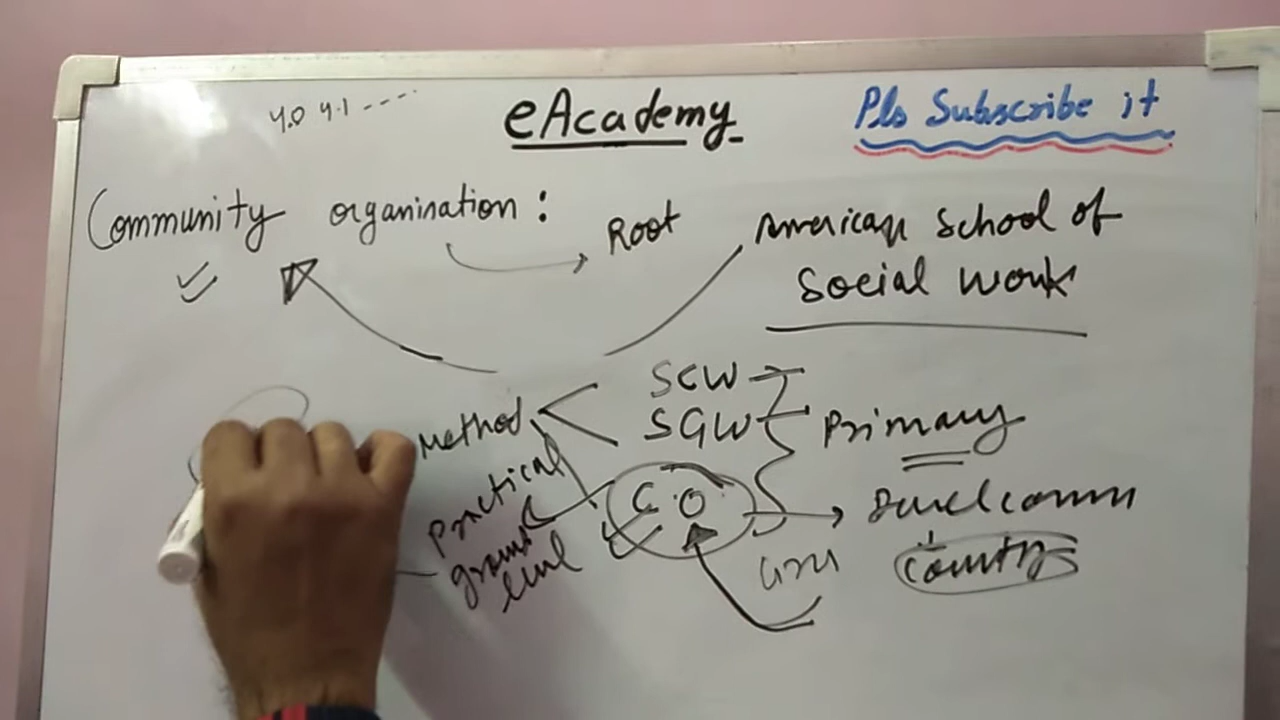 4.0 4.1 ----
eAcademy
Pls Subscribe it
Community organisation :
Root
American School of
Social Work
Method
SCW
SGW
Primary
Practical
ground
level
C.O
Country